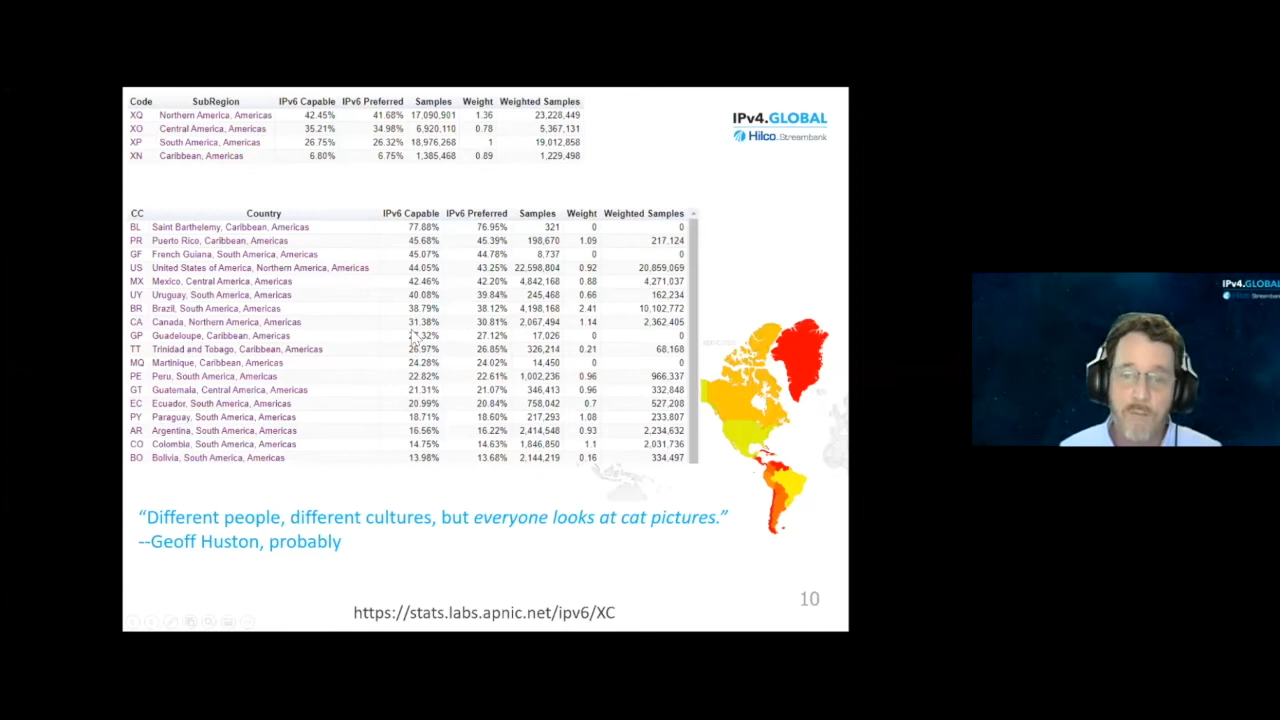 Code SubRegion IPv6 Capable IPv6 Preferred Samples Weight Weighted Samples
XQ Northern America, Americas 42.45% 41.68% 17,090,901 1.36 23,228,449
XO Central America, Americas 35.21% 34.98% 6,920,110 0.78 5,367,131
XP South America, Americas 26.75% 26.32% 18,976,268 1 19,012,858
XN Caribbean, Americas 6.80% 6.75% 1,385,468 0.89 1,229,498
IPv4.GLOBAL
Hilco Streambank
CC Country IPv6 Capable IPv6 Preferred Samples Weight Weighted Samples
BL Saint Barthelemy, Caribbean, Americas 77.88% 76.95% 321 0 0
PR Puerto Rico, Caribbean, Americas 45.68% 45.39% 198,670 1.09 217,124
GF French Guiana, South America, Americas 45.07% 44.78% 8,737 0 0
US United States of America, Northern America, Americas 44.05% 43.25% 22,598,804 0.92 20,859,069
MX Mexico, Central America, Americas 42.46% 42.20% 4,842,168 0.88 4,271,037
UY Uruguay, South America, Americas 40.08% 39.84% 245,468 0.66 162,234
BR Brazil, South America, Americas 38.79% 38.12% 4,198,168 2.41 10,102,772
CA Canada, Northern America, Americas 31.38% 30.81% 2,067,494 1.14 2,362,405
GP Guadeloupe, Caribbean, Americas 27.12% 17,026 0 0
TT Trinidad and Tobago, Caribbean, Americas 26.97% 26.85% 326,214 0.21 68,168
MQ Martinique, Caribbean, Americas 24.28% 24.02% 14,450 0 0
PE Peru, South America, Americas 22.82% 22.61% 1,002,236 0.96 966,337
GT Guatemala, Central America, Americas 21.31% 21.07% 346,413 0.96 332,848
EC Ecuador, South America, Americas 20.99% 20.84% 758,042 0.7 527,208
PY Paraguay, South America, Americas 18.71% 18.60% 217,293 1.08 233,807
AR Argentina, South America, Americas 16.56% 16.22% 2,414,548 0.93 2,234,632
CO Colombia, South America, Americas 14.75% 14.63% 1,846,850 1.1 2,031,736
BO Bolivia, South America, Americas 13.98% 13.68% 2,144,219 0.16 334,497
“Different people, different cultures, but everyone looks at cat pictures.”
--Geoff Huston, probably
https://stats.labs.apnic.net/ipv6/XC
10
IPv4.GLOBAL
Hilco Streambank